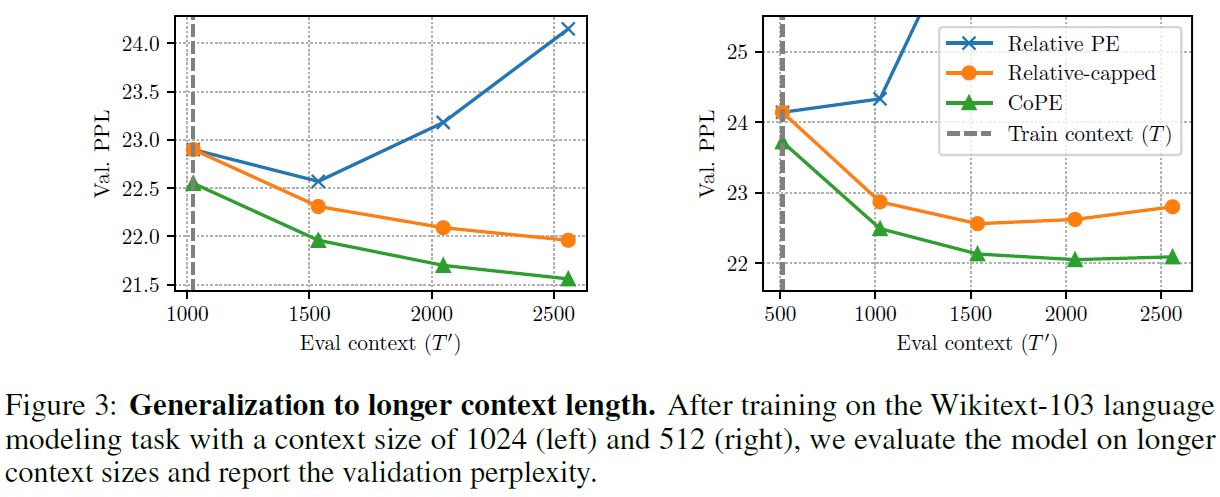 24.0
23.5
23.0
22.5
22.0
21.5
Val. PPL
1000 1500 2000 2500
Eval context (T′)
25
24
23
22
Val. PPL
500 1000 1500 2000 2500
Eval context (T′)
Relative PE
Relative-capped
CoPE
Train context (T)
Figure 3: Generalization to longer context length. After training on the Wikitext-103 language
modeling task with a context size of 1024 (left) and 512 (right), we evaluate the model on longer
context sizes and report the validation perplexity.